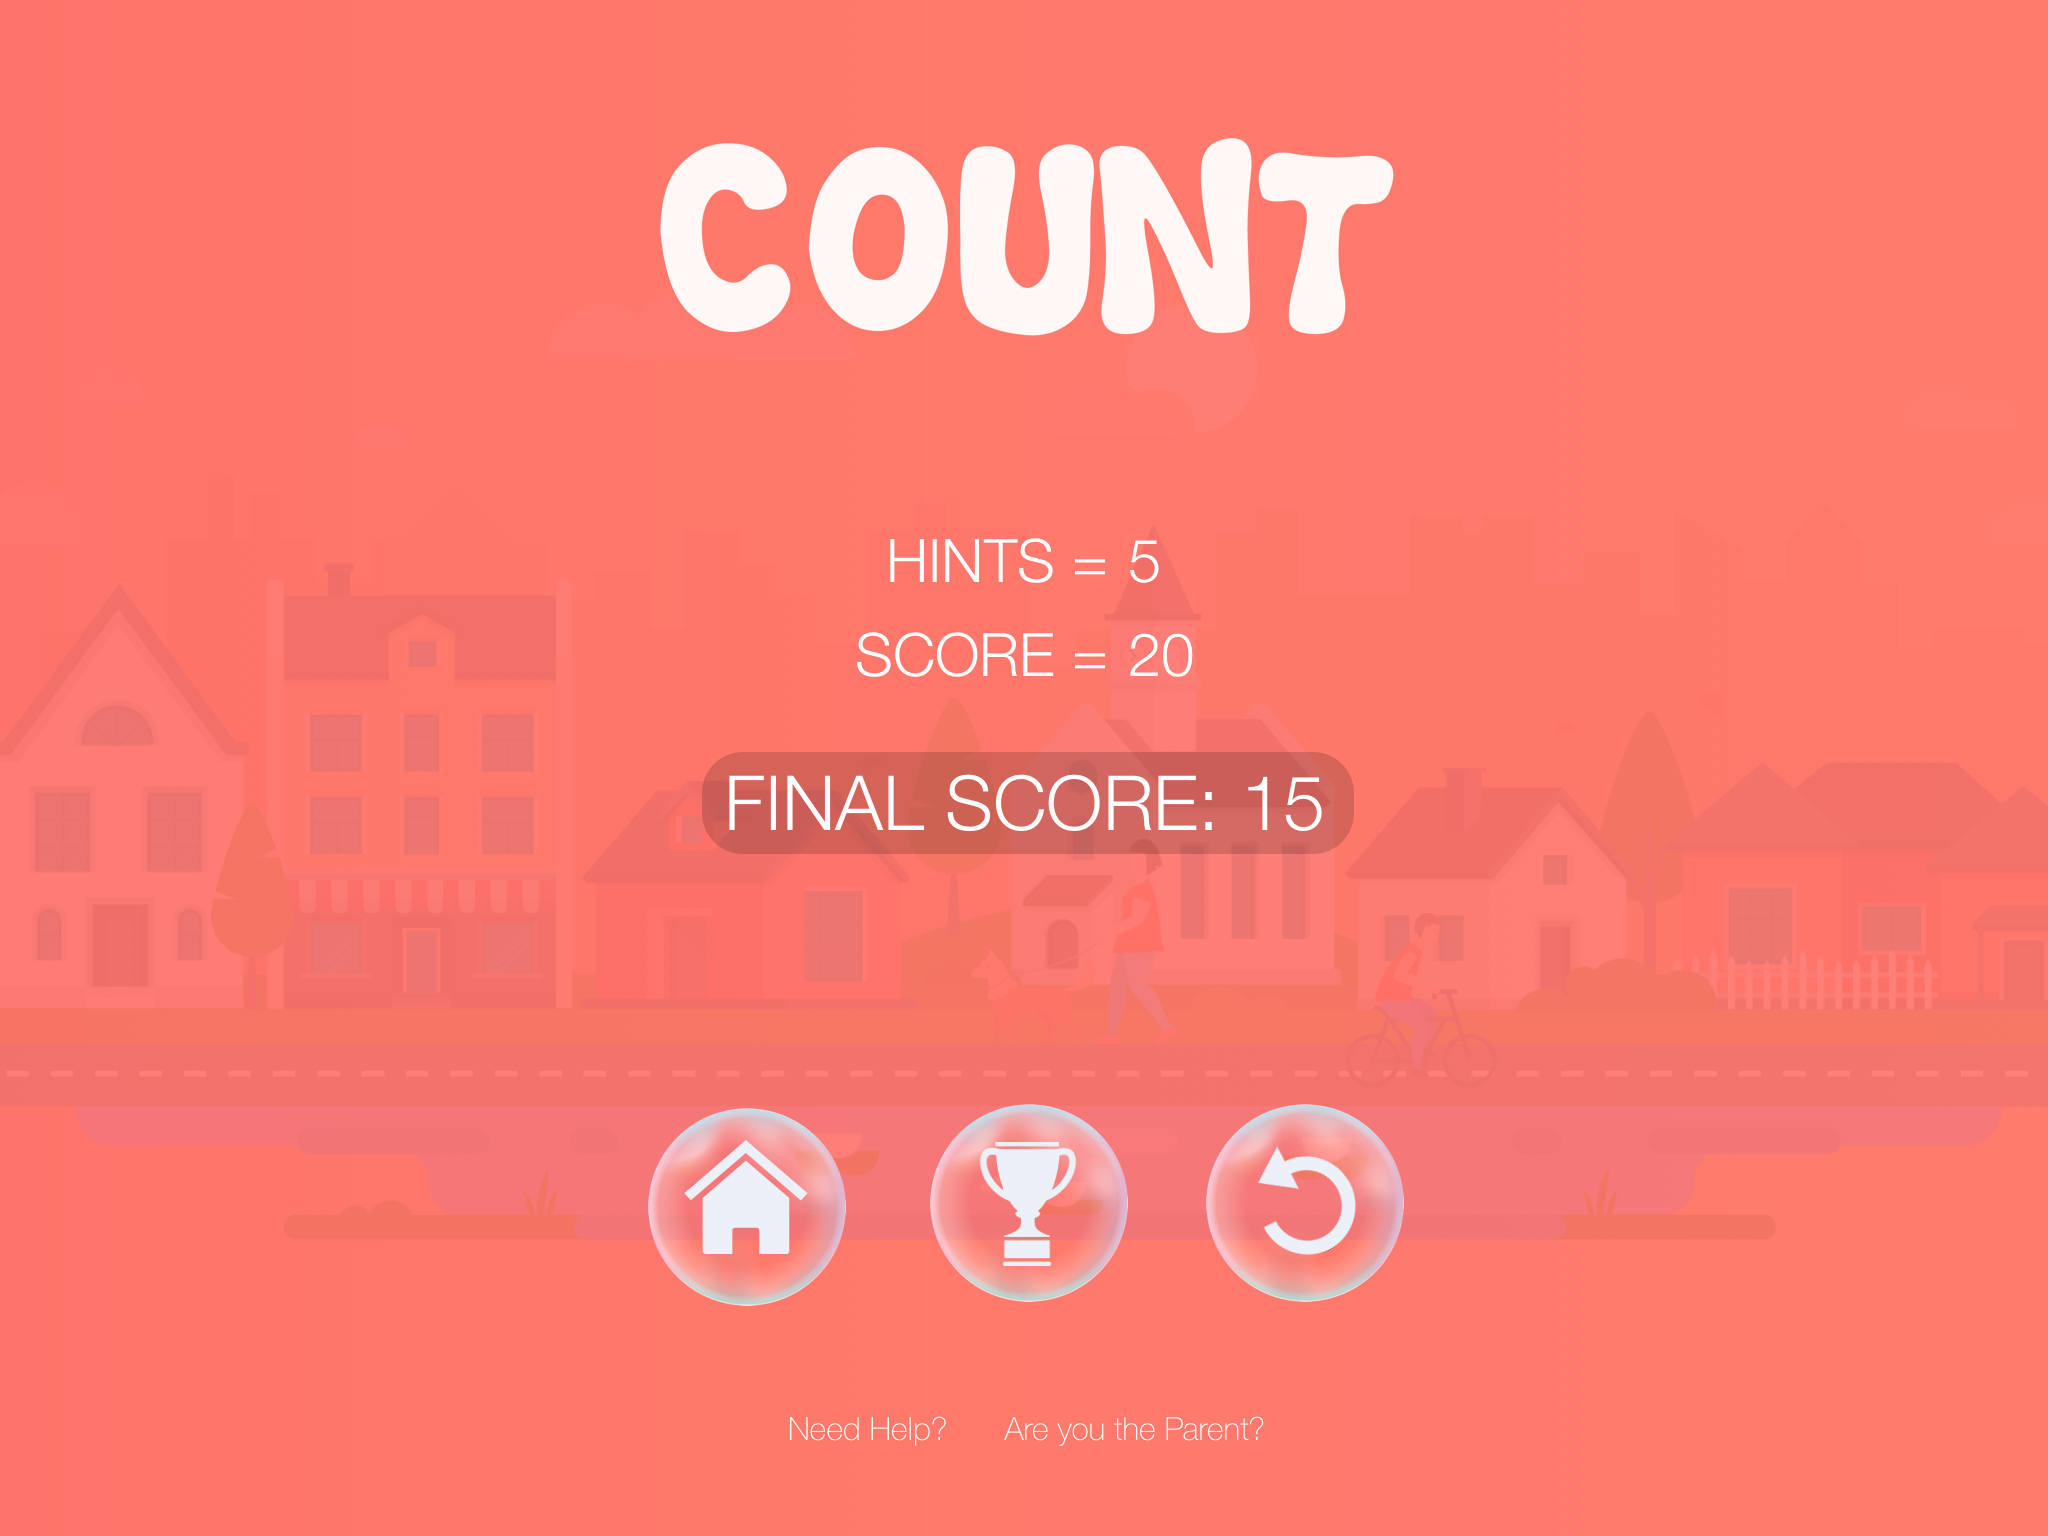 COUNT
HINTS = 5
SCORE = 20
FINAL SCORE: 15
Need Help? Are you the Parent?